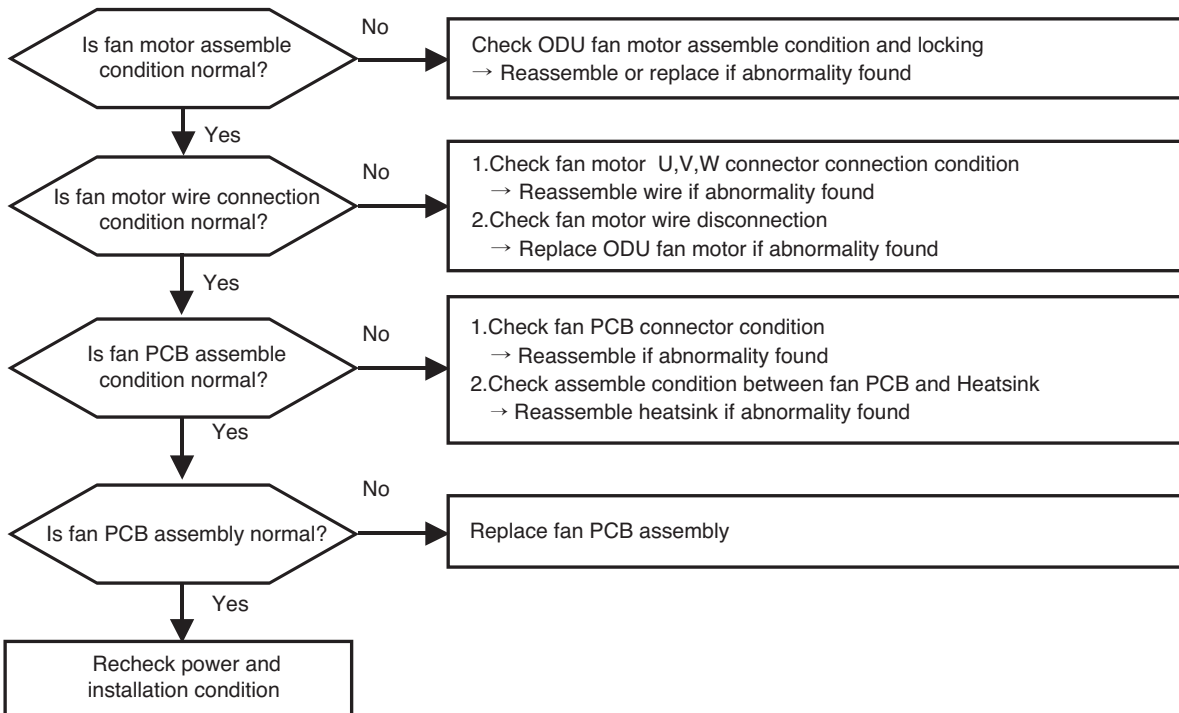 Is fan motor assemble
condition normal?
No
Check ODU fan motor assemble condition and locking
→ Reassemble or replace if abnormality found
Yes
Is fan motor wire connection
condition normal?
No
1.Check fan motor U,V,W connector connection condition
→ Reassemble wire if abnormality found
2.Check fan motor wire disconnection
→ Replace ODU fan motor if abnormality found
Yes
Is fan PCB assemble
condition normal?
No
1.Check fan PCB connector condition
→ Reassemble if abnormality found
2.Check assemble condition between fan PCB and Heatsink
→ Reassemble heatsink if abnormality found
Yes
Is fan PCB assembly normal?
No
Replace fan PCB assembly
Yes
Recheck power and
installation condition